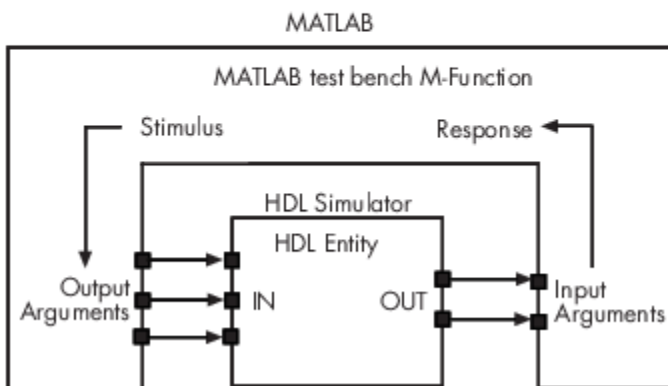 MATLAB
MATLAB test bench M-Function
Stimulus
Response
HDL Simulator
HDL Entity
Output
Arguments
IN
OUT
Input
Arguments